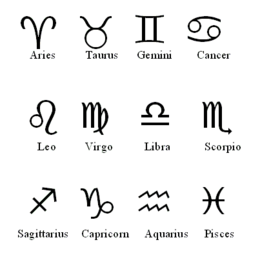 Aries Taurus Gemini Cancer
Leo Virgo Libra Scorpio
Sagittarius Capricorn Aquarius Pisces